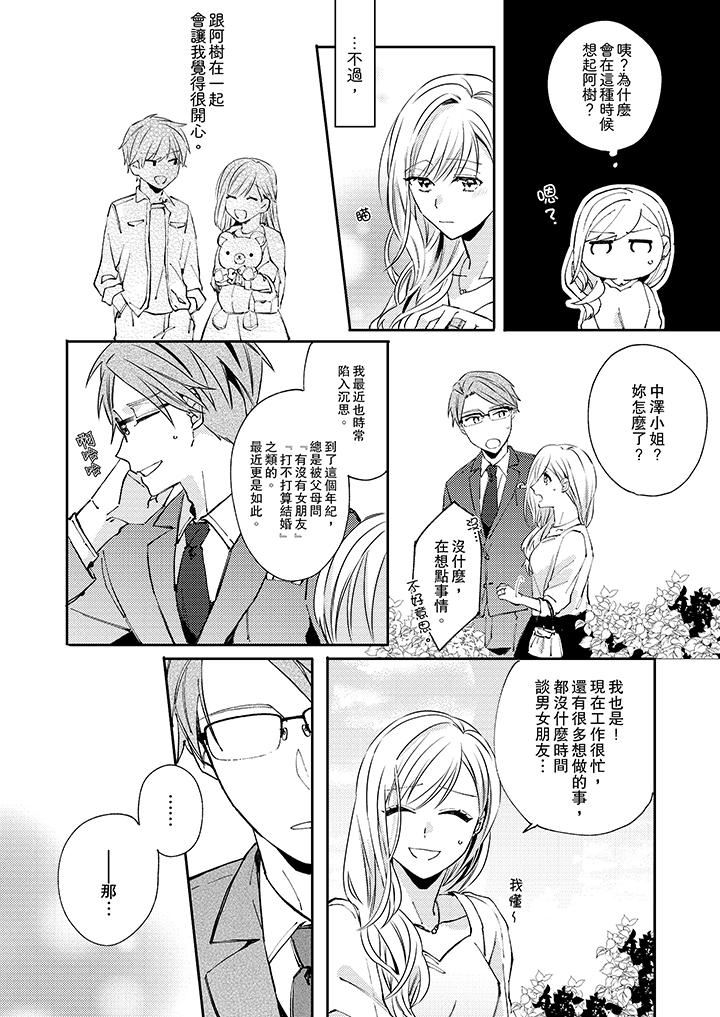 咦？為什麼
會在這種時候
想起阿樹？
嗯？
…不過，
瞄
跟阿樹在一起
會讓我覺得很開心。
中澤小姐？
妳怎麼了？
沒什麼，
在想點事情。
不好意思。
我最近也時常
陷入沉思。
到了這個年紀，
總是被父母問
『有沒有女朋友』
『打不打算結婚』
之類的。
最近更是如此。
啊哈哈
我也是！
現在工作很忙，
還有很多想做的事，
都沒什麼時間
談男女朋友…
我懂~
……
——那…